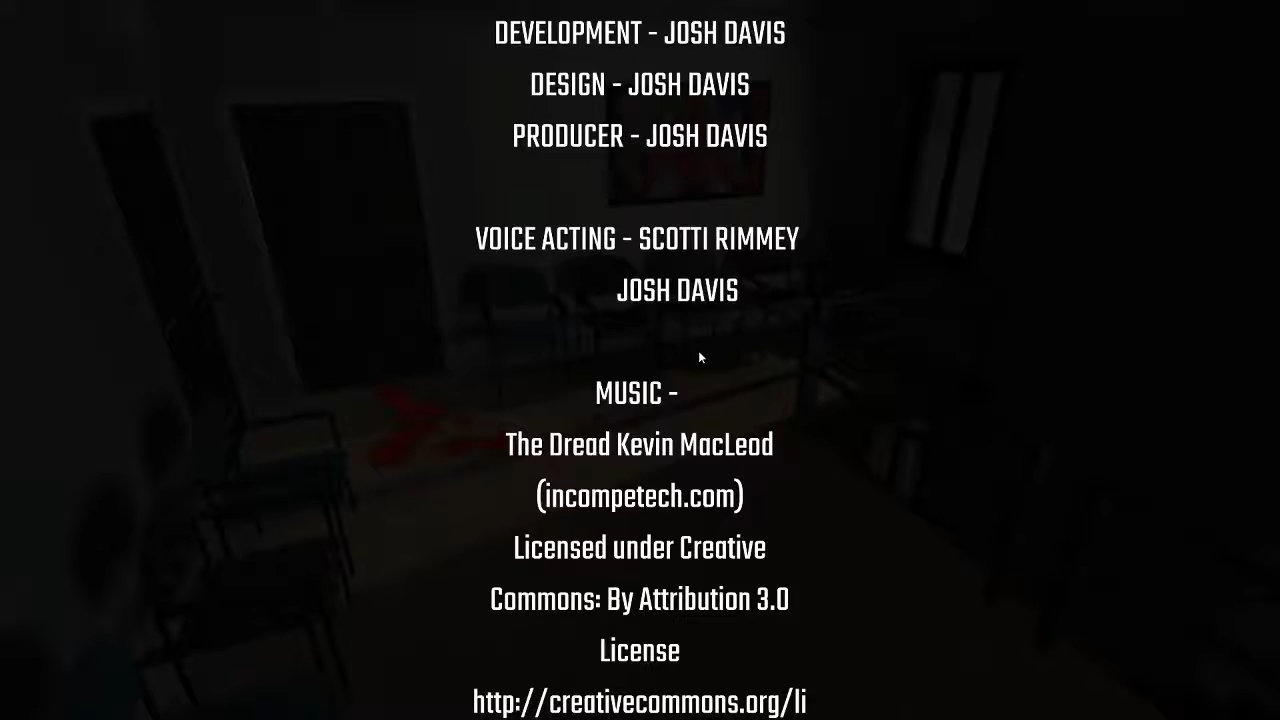 DEVELOPMENT - JOSH DAVIS
DESIGN - JOSH DAVIS
PRODUCER - JOSH DAVIS
VOICE ACTING - SCOTTI RIMMEY
JOSH DAVIS
MUSIC -
The Dread Kevin MacLeod
(incompetech.com)
Licensed under Creative
Commons: By Attribution 3.0
License
http://creativecommons.org/li